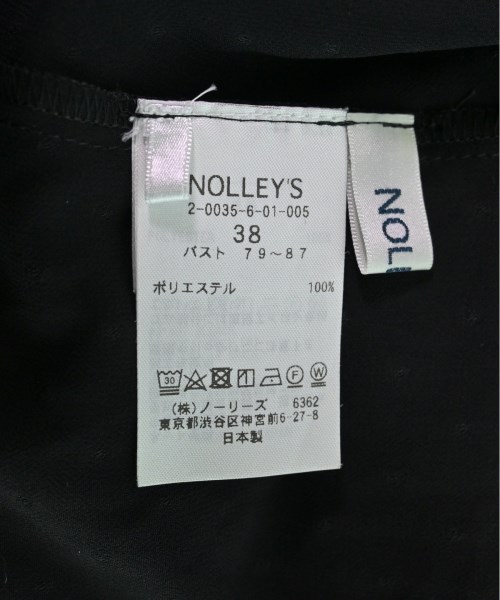 NOLLEY'S
2-0035-6-01-005
38
バスト 79〜87
ポリエステル 100%
30 F W
(株)ノーリーズ 6362
東京都渋谷区神宮前6-27-8
日本製
NOLL